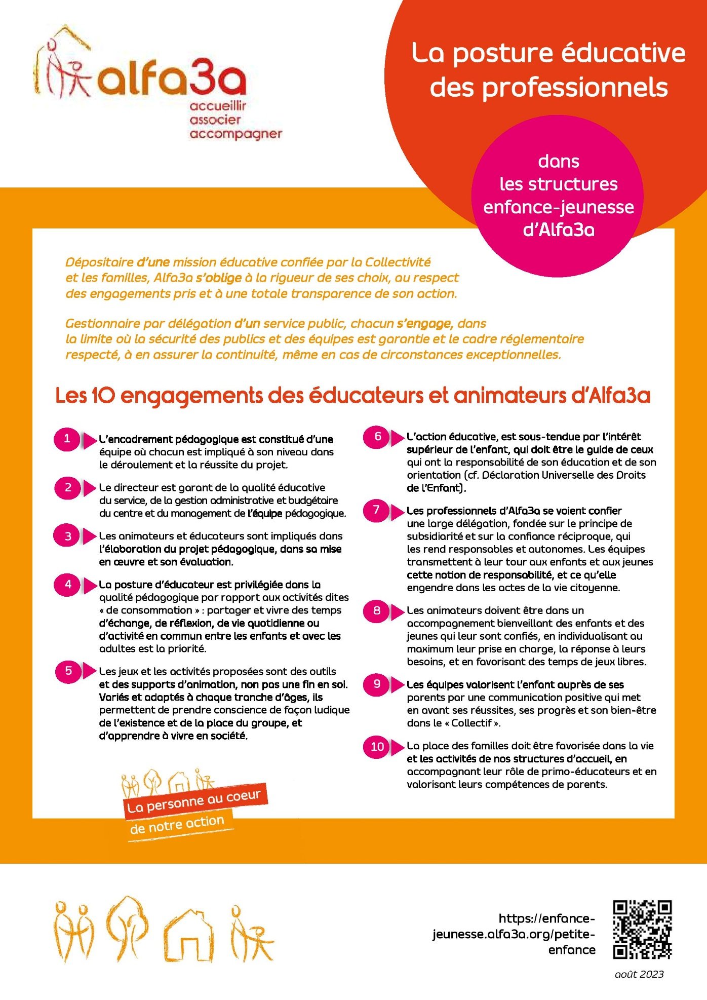 alfa3a
accueillir
associer
accompagner
La posture éducative
des professionnels
dans
les structures
enfance-jeunesse
d’Alfa3a
Dépositaire d’une mission éducative confiée par la Collectivité
et les familles, Alfa3a s’oblige à la rigueur de ses choix, au respect
des engagements pris et à une totale transparence de son action.
Gestionnaire par délégation d’un service public, chacun s’engage, dans
la limite où la sécurité des publics et des équipes est garantie et le cadre réglementaire
respecté, à en assurer la continuité, même en cas de circonstances exceptionnelles.
Les 10 engagements des éducateurs et animateurs d’Alfa3a
1
L’encadrement pédagogique est constitué d’une
équipe où chacun est impliqué à son niveau dans
le déroulement et la réussite du projet.
2
Le directeur est garant de la qualité éducative
du service, de la gestion administrative et budgétaire
du centre et du management de l’équipe pédagogique.
3
Les animateurs et éducateurs sont impliqués dans
l’élaboration du projet pédagogique, dans sa mise
en œuvre et son évaluation.
4
La posture d’éducateur est privilégiée dans la
qualité pédagogique par rapport aux activités dites
« de consommation » : partager et vivre des temps
d’échange, de réflexion, de vie quotidienne ou
d’activité en commun entre les enfants et avec les
adultes est la priorité.
5
Les jeux et les activités proposées sont des outils
et des supports d’animation, non pas une fin en soi.
Variés et adaptés à chaque tranche d’âges, ils
permettent de prendre conscience de façon ludique
de l’existence et de la place du groupe, et
d’apprendre à vivre en société.
6
L’action éducative, est sous-tendue par l’intérêt
supérieur de l’enfant, qui doit être le guide de ceux
qui ont la responsabilité de son éducation et de son
orientation (cf. Déclaration Universelle des Droits
de l’Enfant).
7
Les professionnels d’Alfa3a se voient confier
une large délégation, fondée sur le principe de
subsidiarité et sur la confiance réciproque, qui
les rend responsables et autonomes. Les équipes
transmettent à leur tour aux enfants et aux jeunes
cette notion de responsabilité, et ce qu’elle
engendre dans les actes de la vie citoyenne.
8
Les animateurs doivent être dans un
accompagnement bienveillant des enfants et des
jeunes qui leur sont confiés, en individualisant au
maximum leur prise en charge, la réponse à leurs
besoins, et en favorisant des temps de jeux libres.
9
Les équipes valorisent l’enfant auprès de ses
parents par une communication positive qui met
en avant ses réussites, ses progrès et son bien-être
dans le « Collectif ».
10
La place des familles doit être favorisée dans la vie
et les activités de nos structures d’accueil, en
accompagnant leur rôle de primo-éducateurs et en
valorisant leurs compétences de parents.
La personne au coeur
de notre action
https://enfance-
jeunesse.alfa3a.org/petite-
enfance
août 2023